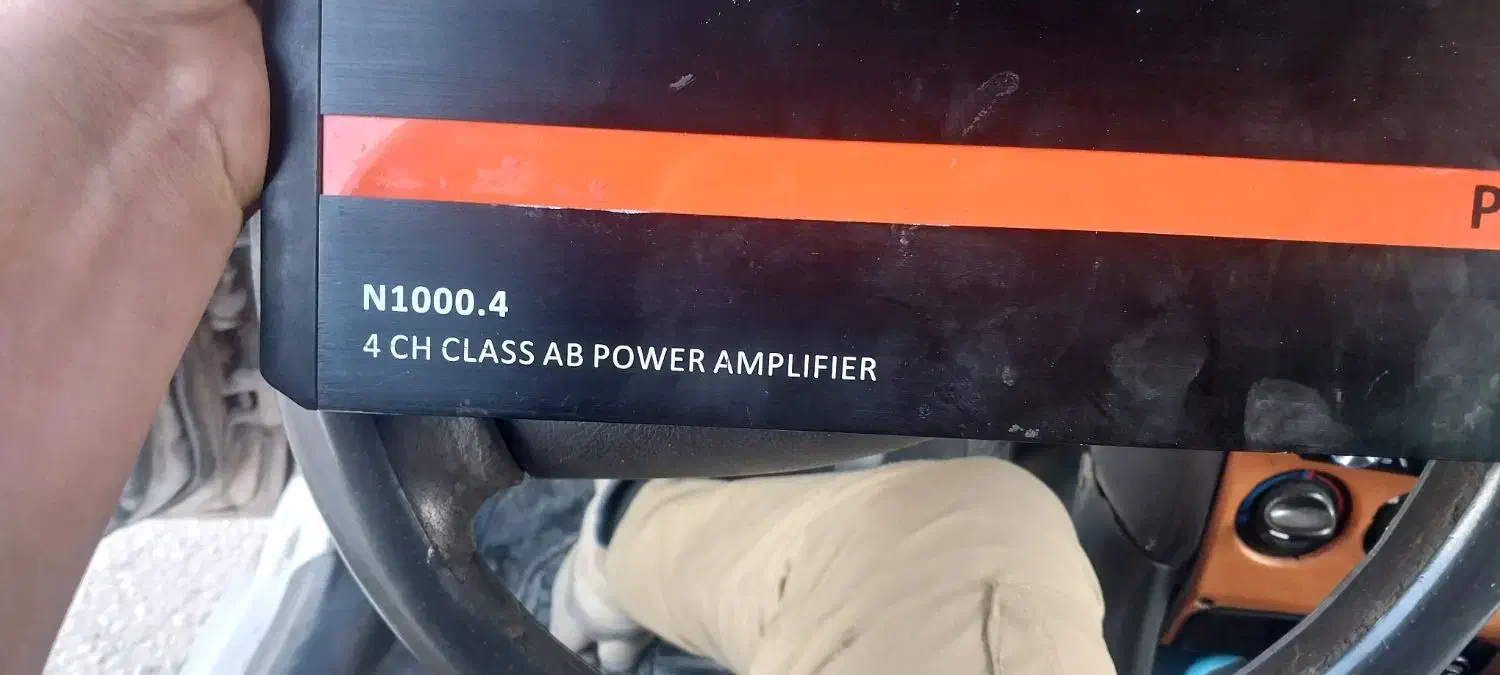 P
N1000.4
4 CH CLASS AB POWER AMPLIFIER